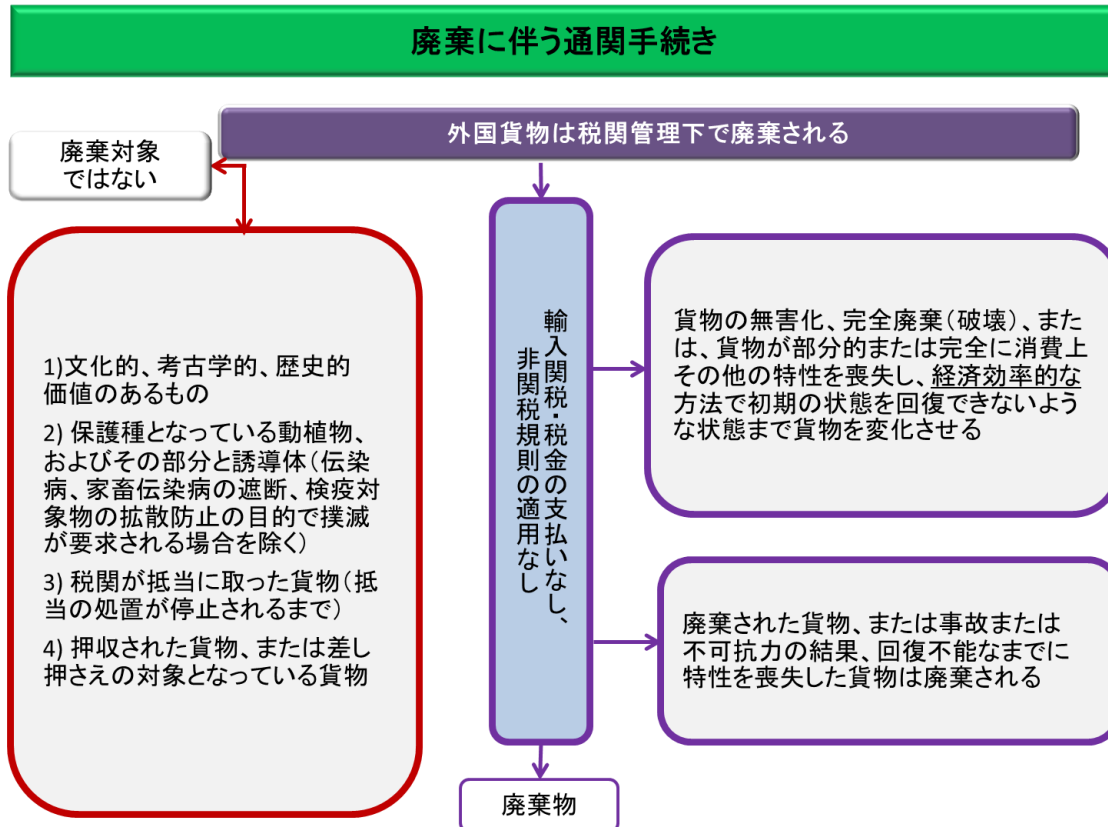 廃棄に伴う通関手続き
外国貨物は税関管理下で廃棄される
廃棄対象
ではない
1)文化的、考古学的、歴史的
価値のあるもの
2) 保護種となっている動植物、
およびその部分と誘導体(伝染
病、家畜伝染病の遮断、検疫対
象物の拡散防止の目的で撲滅
が要求される場合を除く)
3) 税関が抵当に取った貨物(抵
当の処置が停止されるまで)
4) 押収された貨物、または差し
押さえの対象となっている貨物
輸入関税・税金の支払いなし、
非関税規則の適用なし
貨物の無害化、完全廃棄(破壊)、また
は、貨物が部分的または完全に消費上
その他の特性を喪失し、経済効率的な
方法で初期の状態を回復できないよう
な状態まで貨物を変化させる
廃棄された貨物、または事故または
不可抗力の結果、回復不能なまでに
特性を喪失した貨物は廃棄される
廃棄物